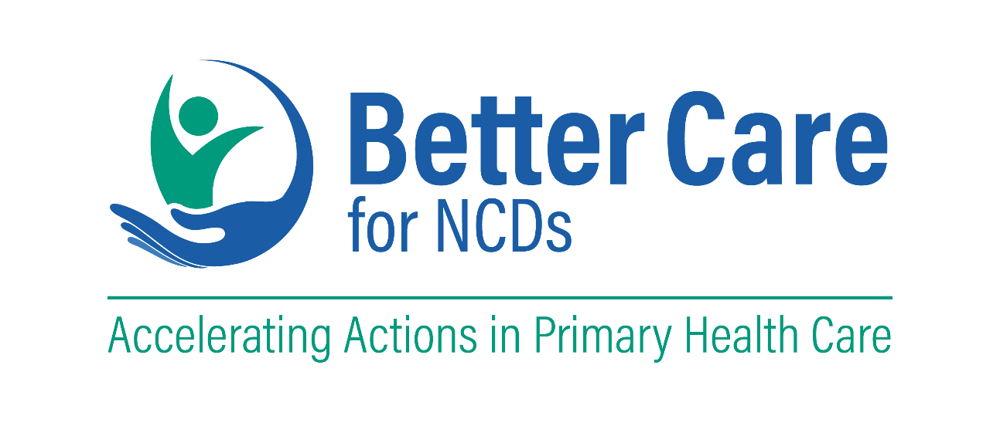 Better Care
for NCDs
Accelerating Actions in Primary Health Care